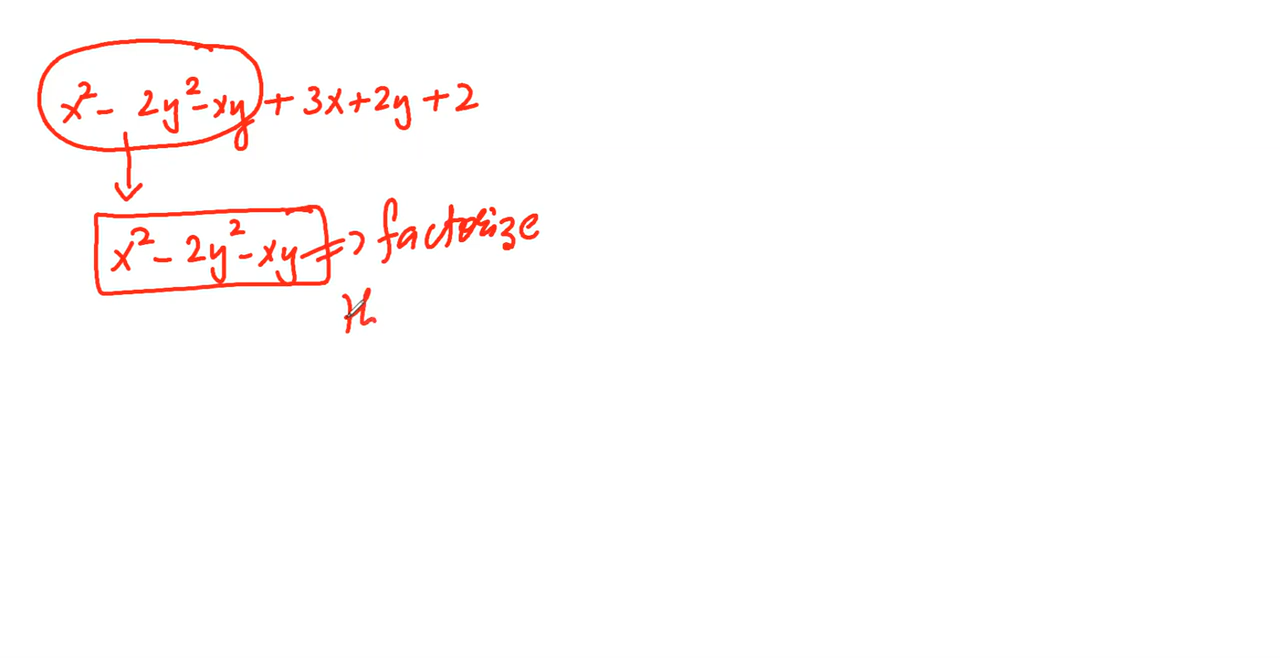 x² - 2y² - xy + 3x + 2y + 2
x² - 2y² - xy => factorize